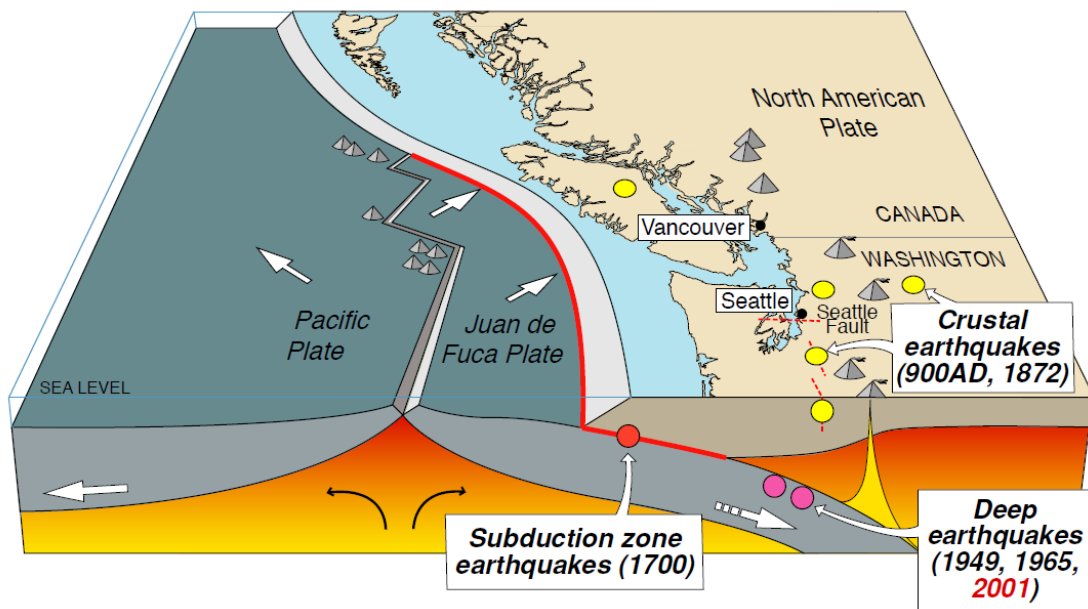 North American
Plate
CANADA
Vancouver
WASHINGTON
Seattle
Seattle
Fault
Crustal
earthquakes
(900AD, 1872)
Pacific
Plate
Juan de
Fuca Plate
SEA LEVEL
Subduction zone
earthquakes (1700)
Deep
earthquakes
(1949, 1965,
2001)